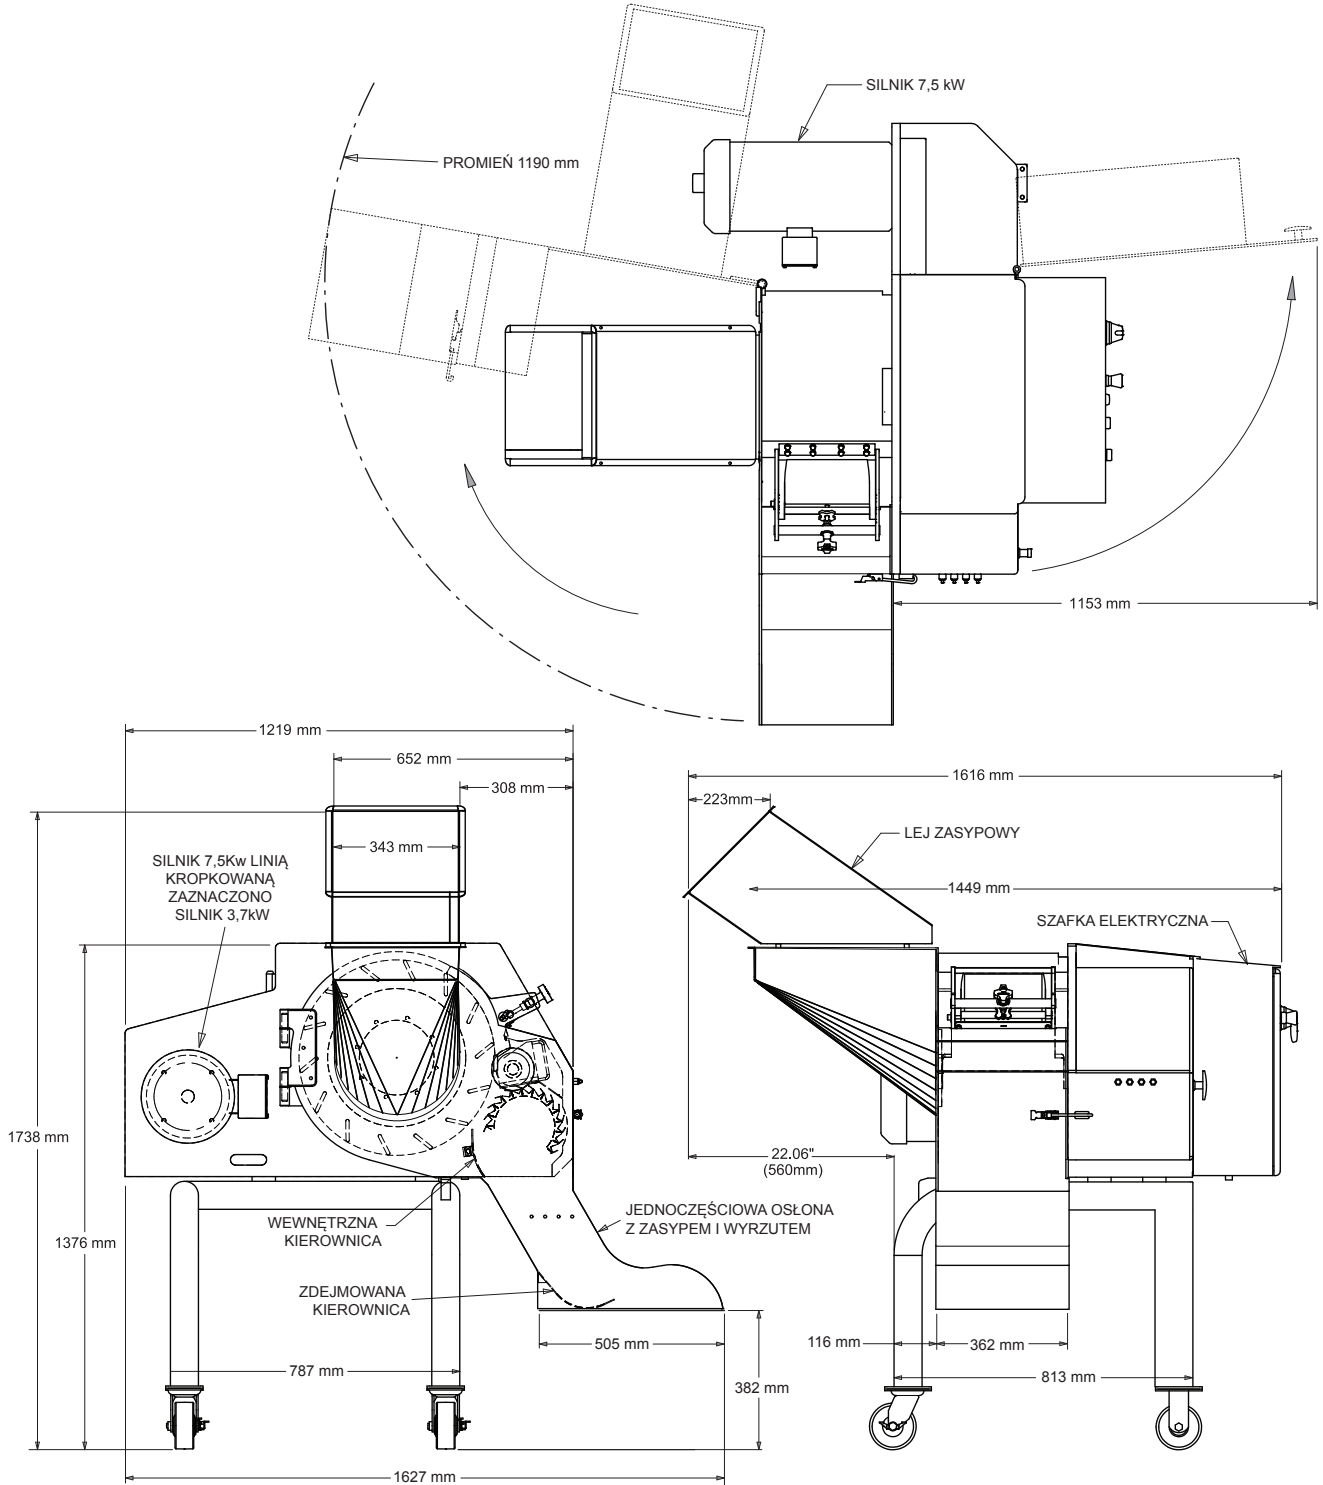 SILNIK 7,5 kW
PROMIEŃ 1190 mm
1153 mm
1219 mm
652 mm
308 mm
343 mm
SILNIK 7,5Kw LINIĄ
KROPKOWANĄ
ZAZNACZONO
SILNIK 3,7kW
1738 mm
1376 mm
WEWNĘTRZNA
KIEROWNICA
ZDEJMOWANA
KIEROWNICA
JEDNOCZĘŚCIOWA OSŁONA
Z ZASYPEM I WYRZUTEM
505 mm
787 mm
382 mm
1627 mm
1616 mm
223mm
LEJ ZASYPOWY
1449 mm
SZAFKA ELEKTRYCZNA
22.06"
(560mm)
116 mm
362 mm
813 mm